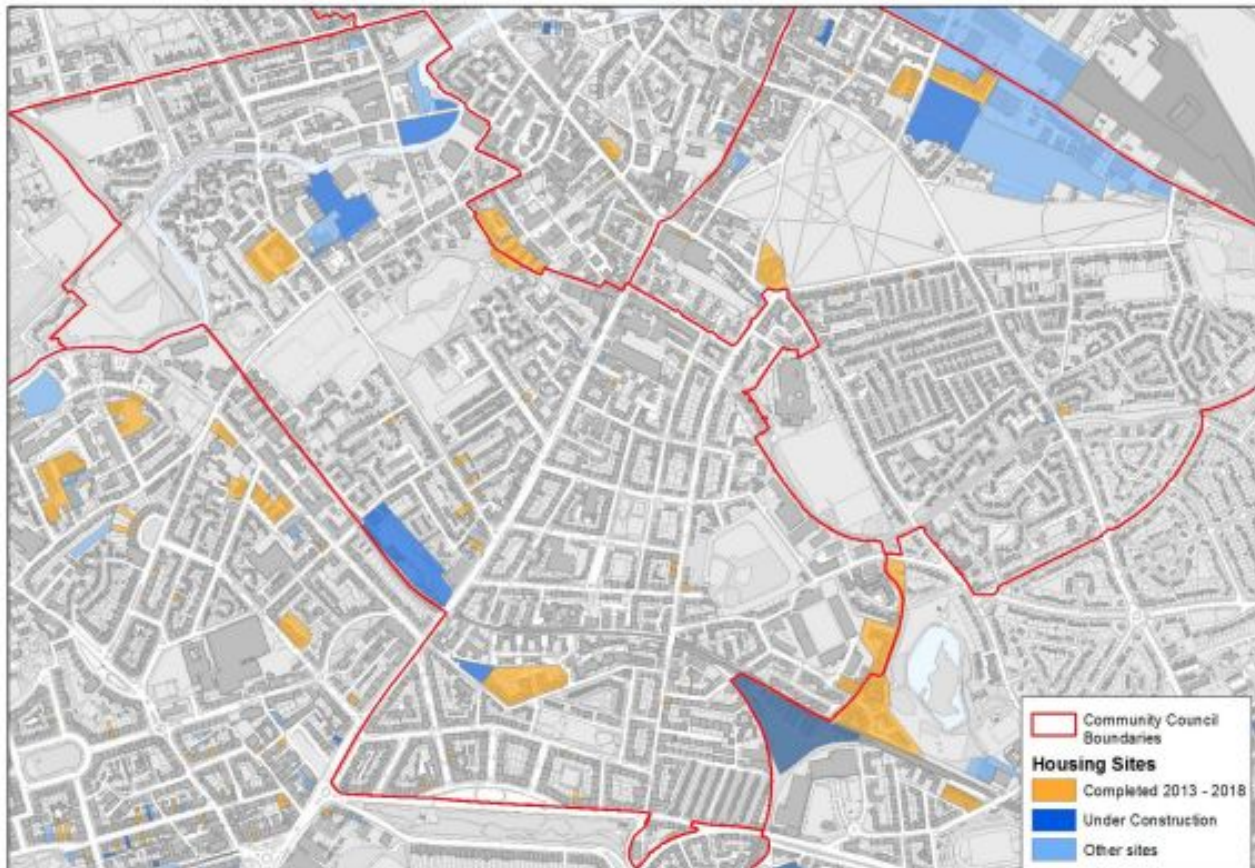 Community Council
Boundaries
Housing Sites
Completed 2013 - 2018
Under Construction
Other sites